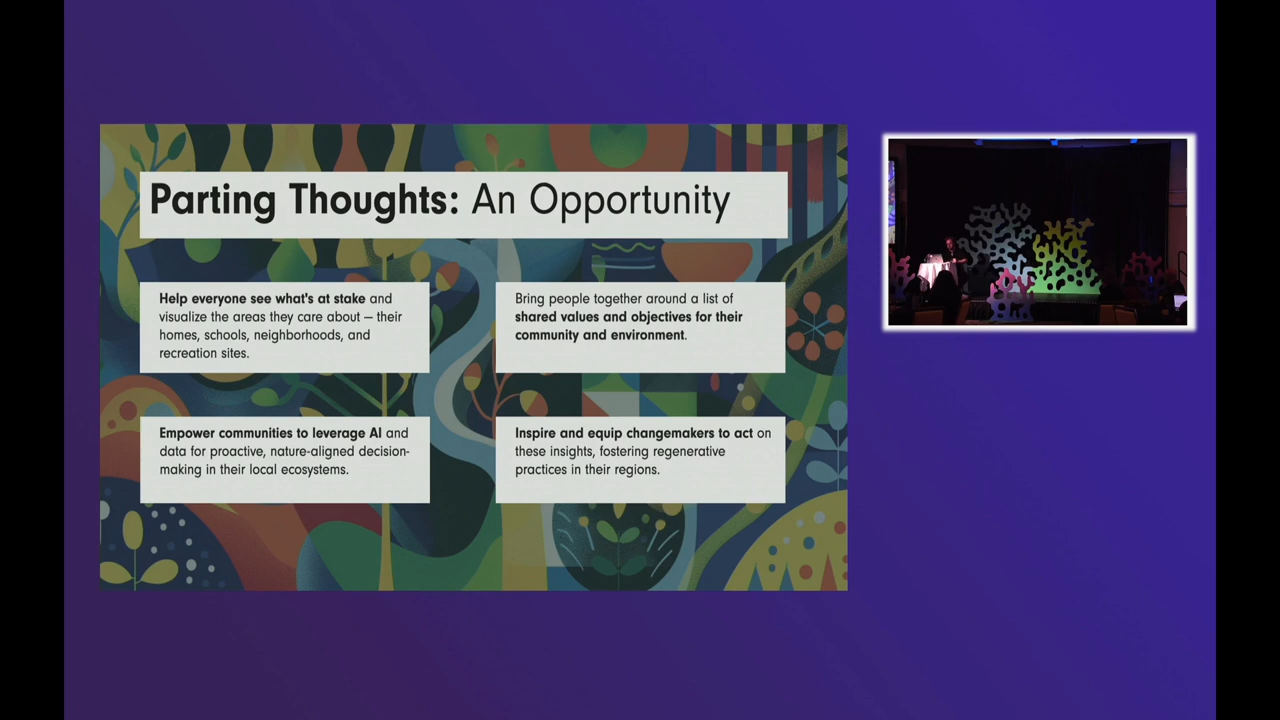 Parting Thoughts: An Opportunity
Help everyone see what's at stake and
visualize the areas they care about — their
homes, schools, neighborhoods, and
recreation sites.
Bring people together around a list of
shared values and objectives for their
community and environment.
Empower communities to leverage AI and
data for proactive, nature-aligned decision-
making in their local ecosystems.
Inspire and equip changemakers to act on
these insights, fostering regenerative
practices in their regions.